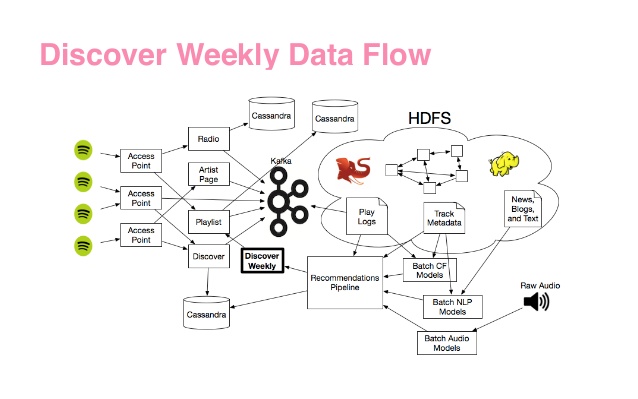 Discover Weekly Data Flow
Cassandra
Cassandra
HDFS
Radio
Kafka
Access
Point
Artist
Page
Access
Point
Play
Logs
Track
Metadata
News,
Blogs,
and Text
Playlist
Access
Point
Discover
Discover
Weekly
Recommendations
Pipeline
Batch CF
Models
Raw Audio
Cassandra
Batch NLP
Models
Batch Audio
Models